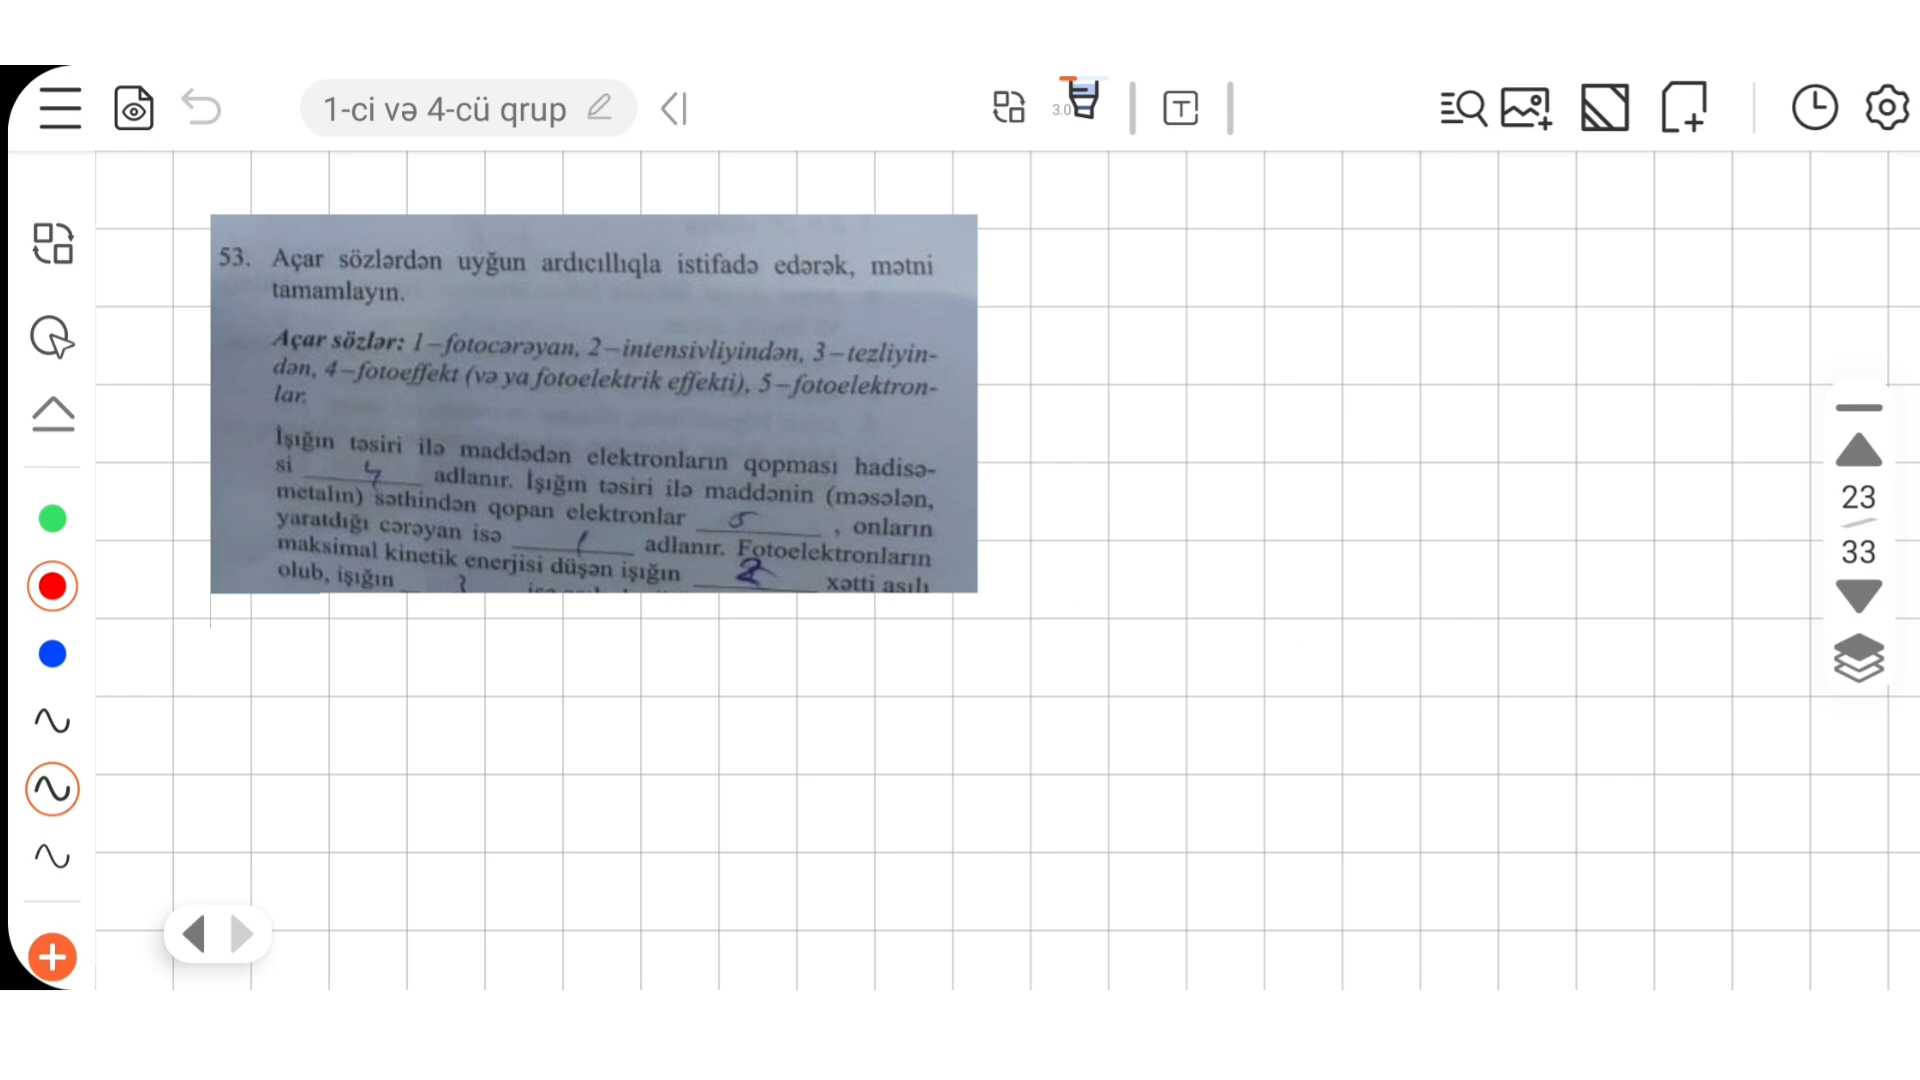 1-ci və 4-cü qrup
3.0
T
53. Açar sözlərdən uyğun ardıcıllıqla istifadə edərək, mətni
tamamlayın.
Açar sözlər: 1–fotocərəyan, 2–intensivliyindən, 3–tezliyin-
dən, 4–fotoeffekt (və ya fotoelektrik effekti), 5–fotoelektron-
lar.
İşığın təsiri ilə maddədən elektronların qopması hadisə-
si 4 adlanır. İşığın təsiri ilə maddənin (məsələn,
metalın) səthindən qopan elektronlar 5 , onların
yaratdığı cərəyan isə 1 adlanır. Fotoelektronların
maksimal kinetik enerjisi düşən işığın 2 xətti asılı
olub, işığın
23
33